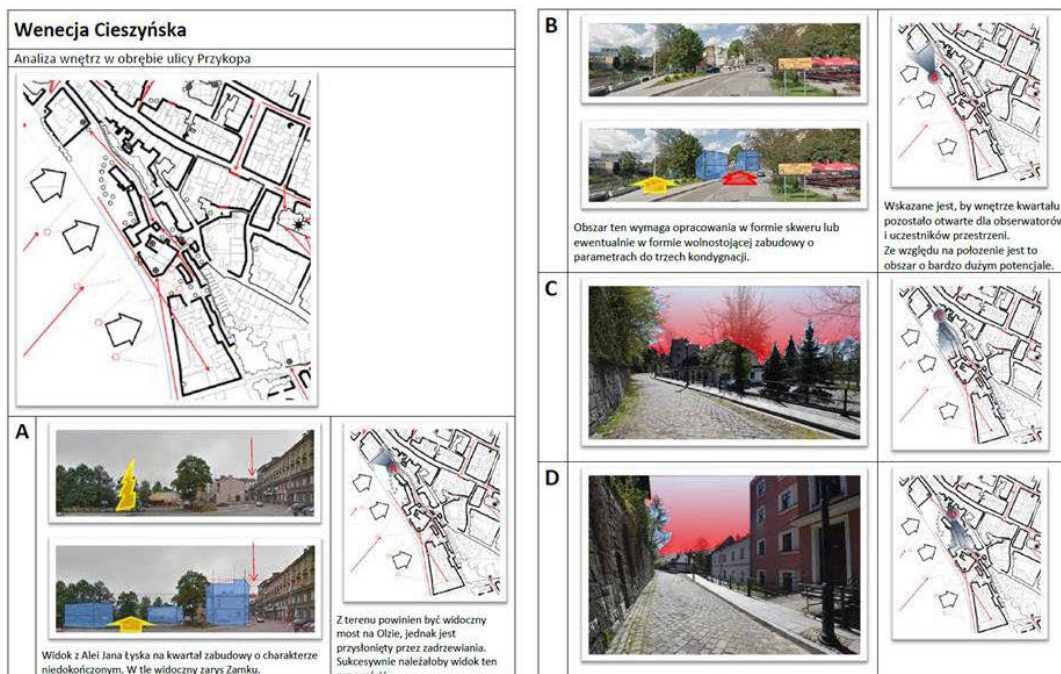 Wenecja Cieszyńska
Analiza wnętrz w obrębie ulicy Przykopa
A
Widok z Alei Jana Łyska na kwartał zabudowy o charakterze
niedokończonym. W tle widoczny zarys Zamku.
Z terenu powinien być widoczny
most na Olzie, jednak jest
przysłonięty przez zadrzewiania.
Sukcesywnie należałoby widok ten
B
Obszar ten wymaga opracowania w formie skweru lub
ewentualnie w formie wolnostojącej zabudowy o
parametrach do trzech kondygnacji.
Wskazane jest, by wnętrze kwartału
pozostało otwarte dla obserwatorów
i uczestników przestrzeni.
Ze względu na położenie jest to
obszar o bardzo dużym potencjale.
C
D